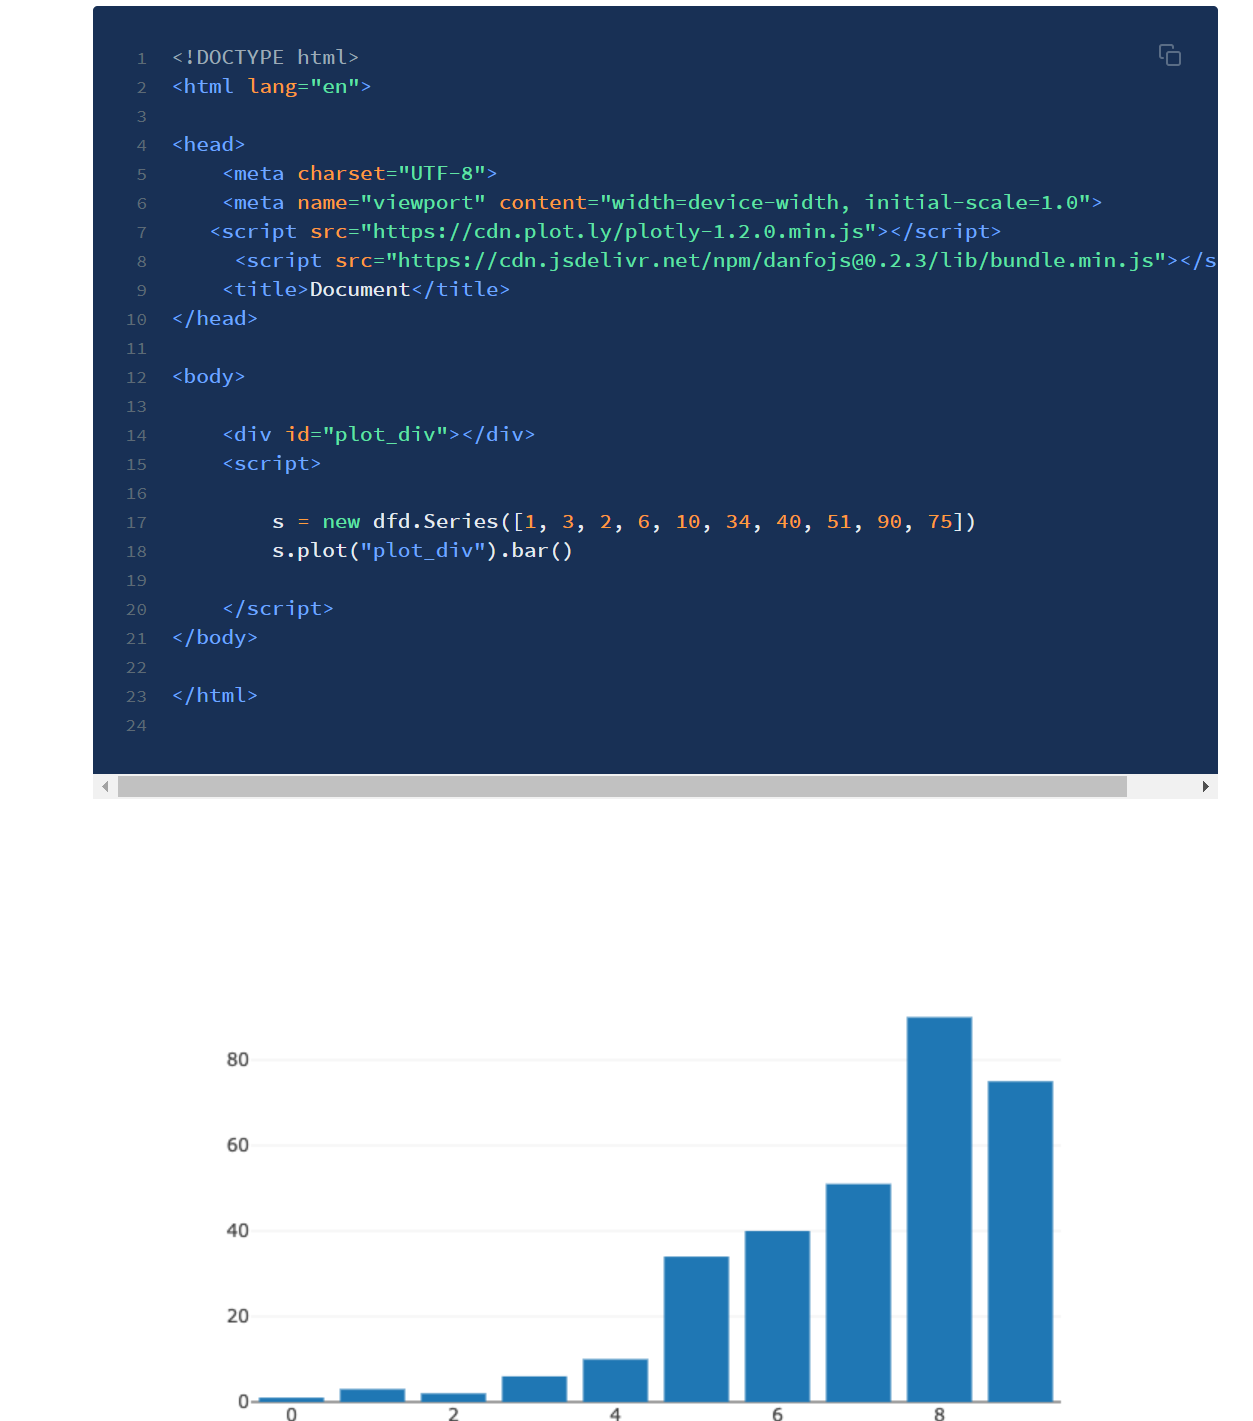 1 <!DOCTYPE html>
2 <html lang="en">
3
4 <head>
5     <meta charset="UTF-8">
6     <meta name="viewport" content="width=device-width, initial-scale=1.0">
7    <script src="https://cdn.plot.ly/plotly-1.2.0.min.js"></script>
8      <script src="https://cdn.jsdelivr.net/npm/danfojs@0.2.3/lib/bundle.min.js"></s
9     <title>Document</title>
10 </head>
11
12 <body>
13
14     <div id="plot_div"></div>
15     <script>
16
17         s = new dfd.Series([1, 3, 2, 6, 10, 34, 40, 51, 90, 75])
18         s.plot("plot_div").bar()
19
20     </script>
21 </body>
22
23 </html>
24
80
60
40
20
0
0 2 4 6 8